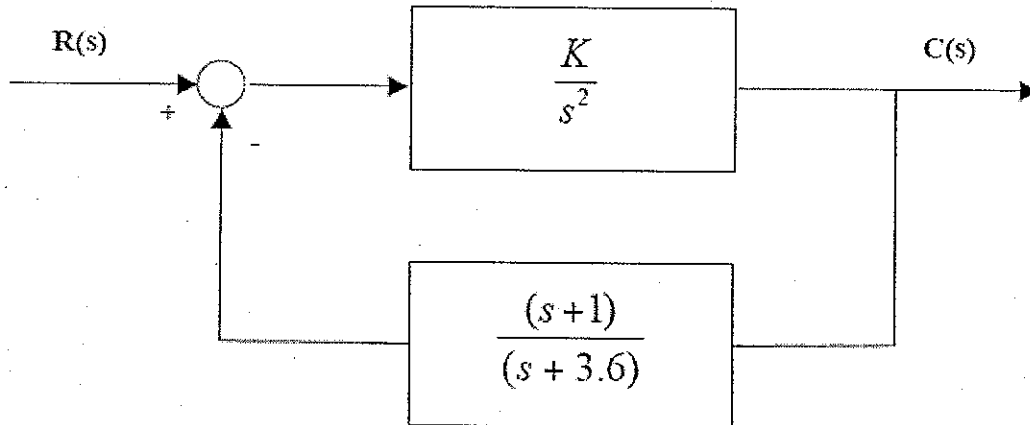 R(s)
C(s)
K
s²
+
-
(s+1)
(s+3.6)